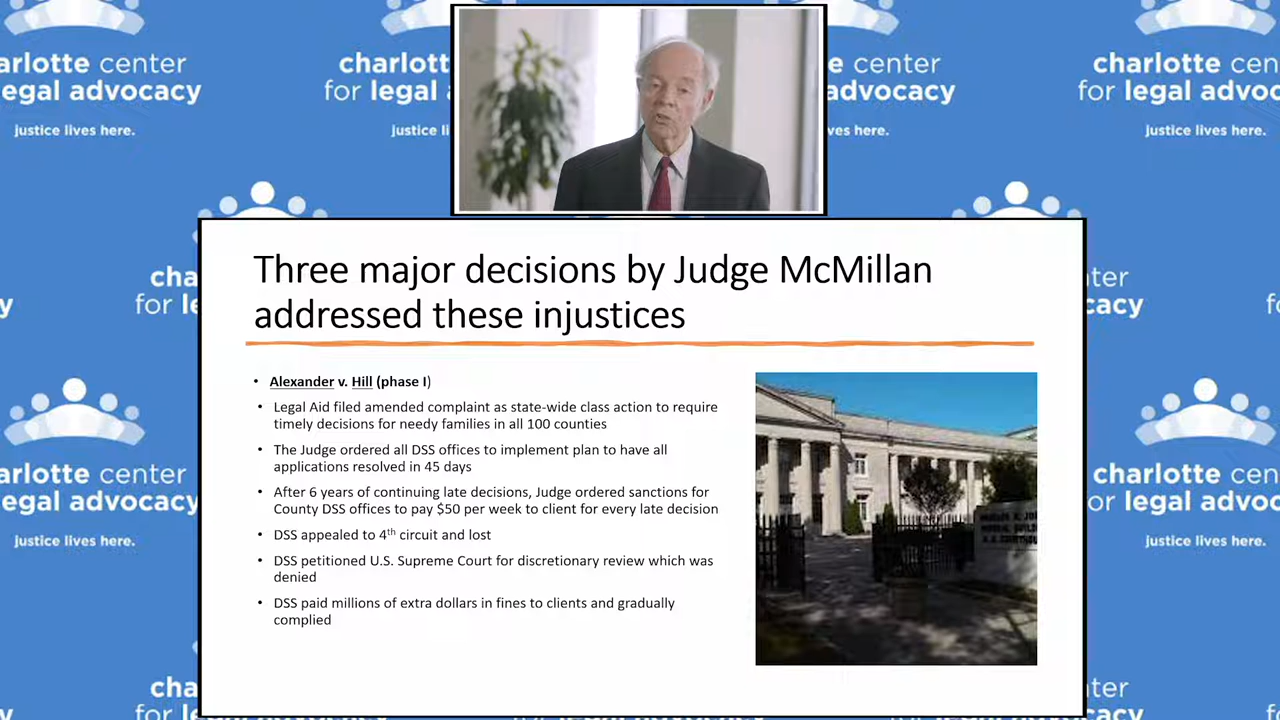 charlotte center
for legal advocacy
justice lives here.
Three major decisions by Judge McMillan
addressed these injustices
• Alexander v. Hill (phase I)
• Legal Aid filed amended complaint as state-wide class action to require
timely decisions for needy families in all 100 counties
• The Judge ordered all DSS offices to implement plan to have all
applications resolved in 45 days
• After 6 years of continuing late decisions, Judge ordered sanctions for
County DSS offices to pay $50 per week to client for every late decision
• DSS appealed to 4th circuit and lost
• DSS petitioned U.S. Supreme Court for discretionary review which was
denied
• DSS paid millions of extra dollars in fines to clients and gradually
complied